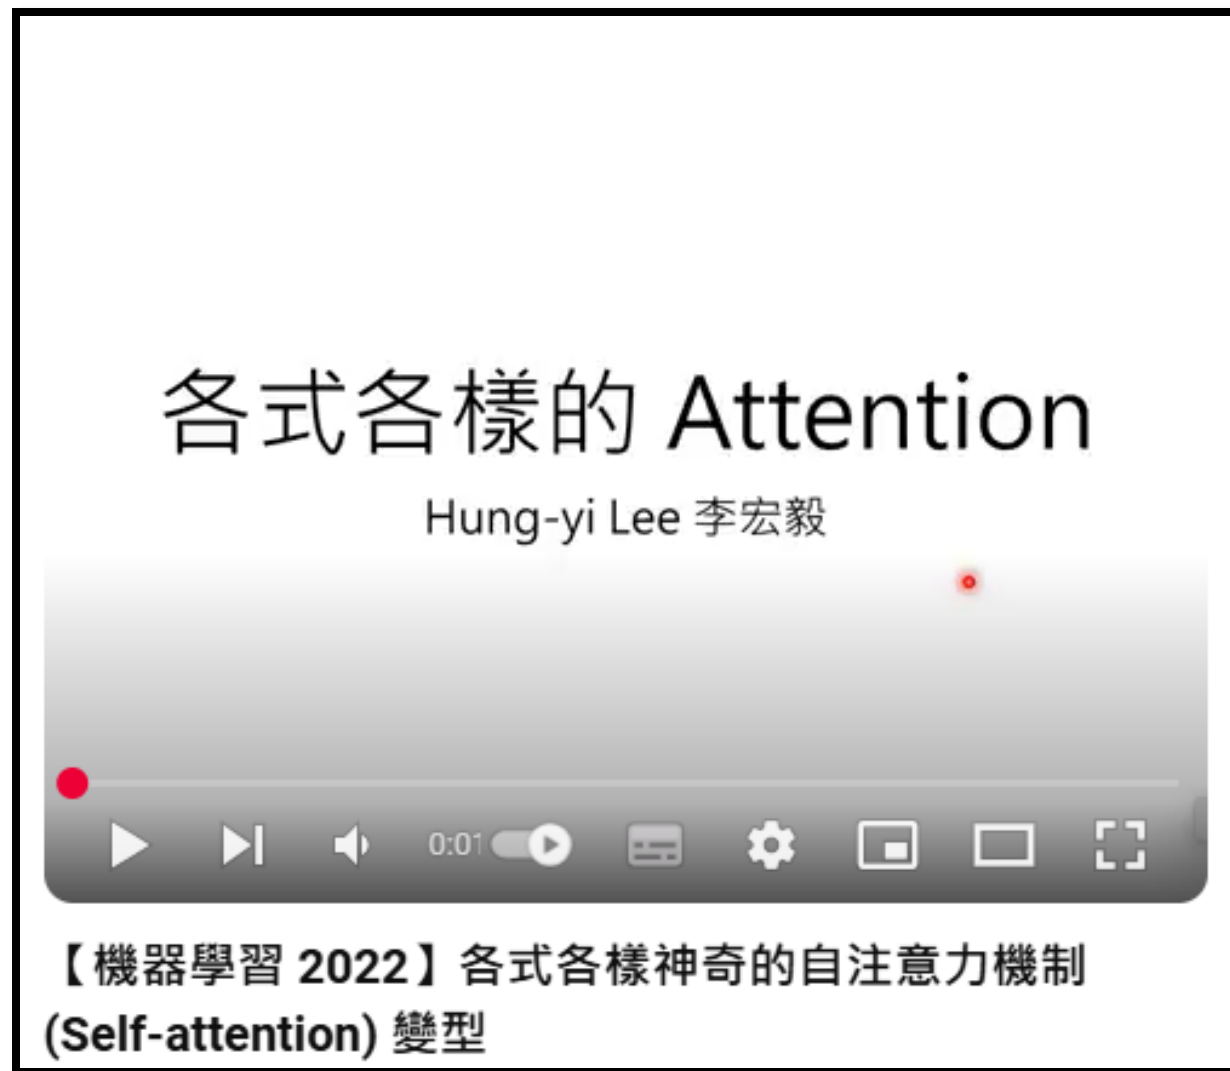 各式各樣的 Attention
Hung-yi Lee 李宏毅
0:01
【機器學習 2022】各式各樣神奇的自注意力機制
(Self-attention) 變型